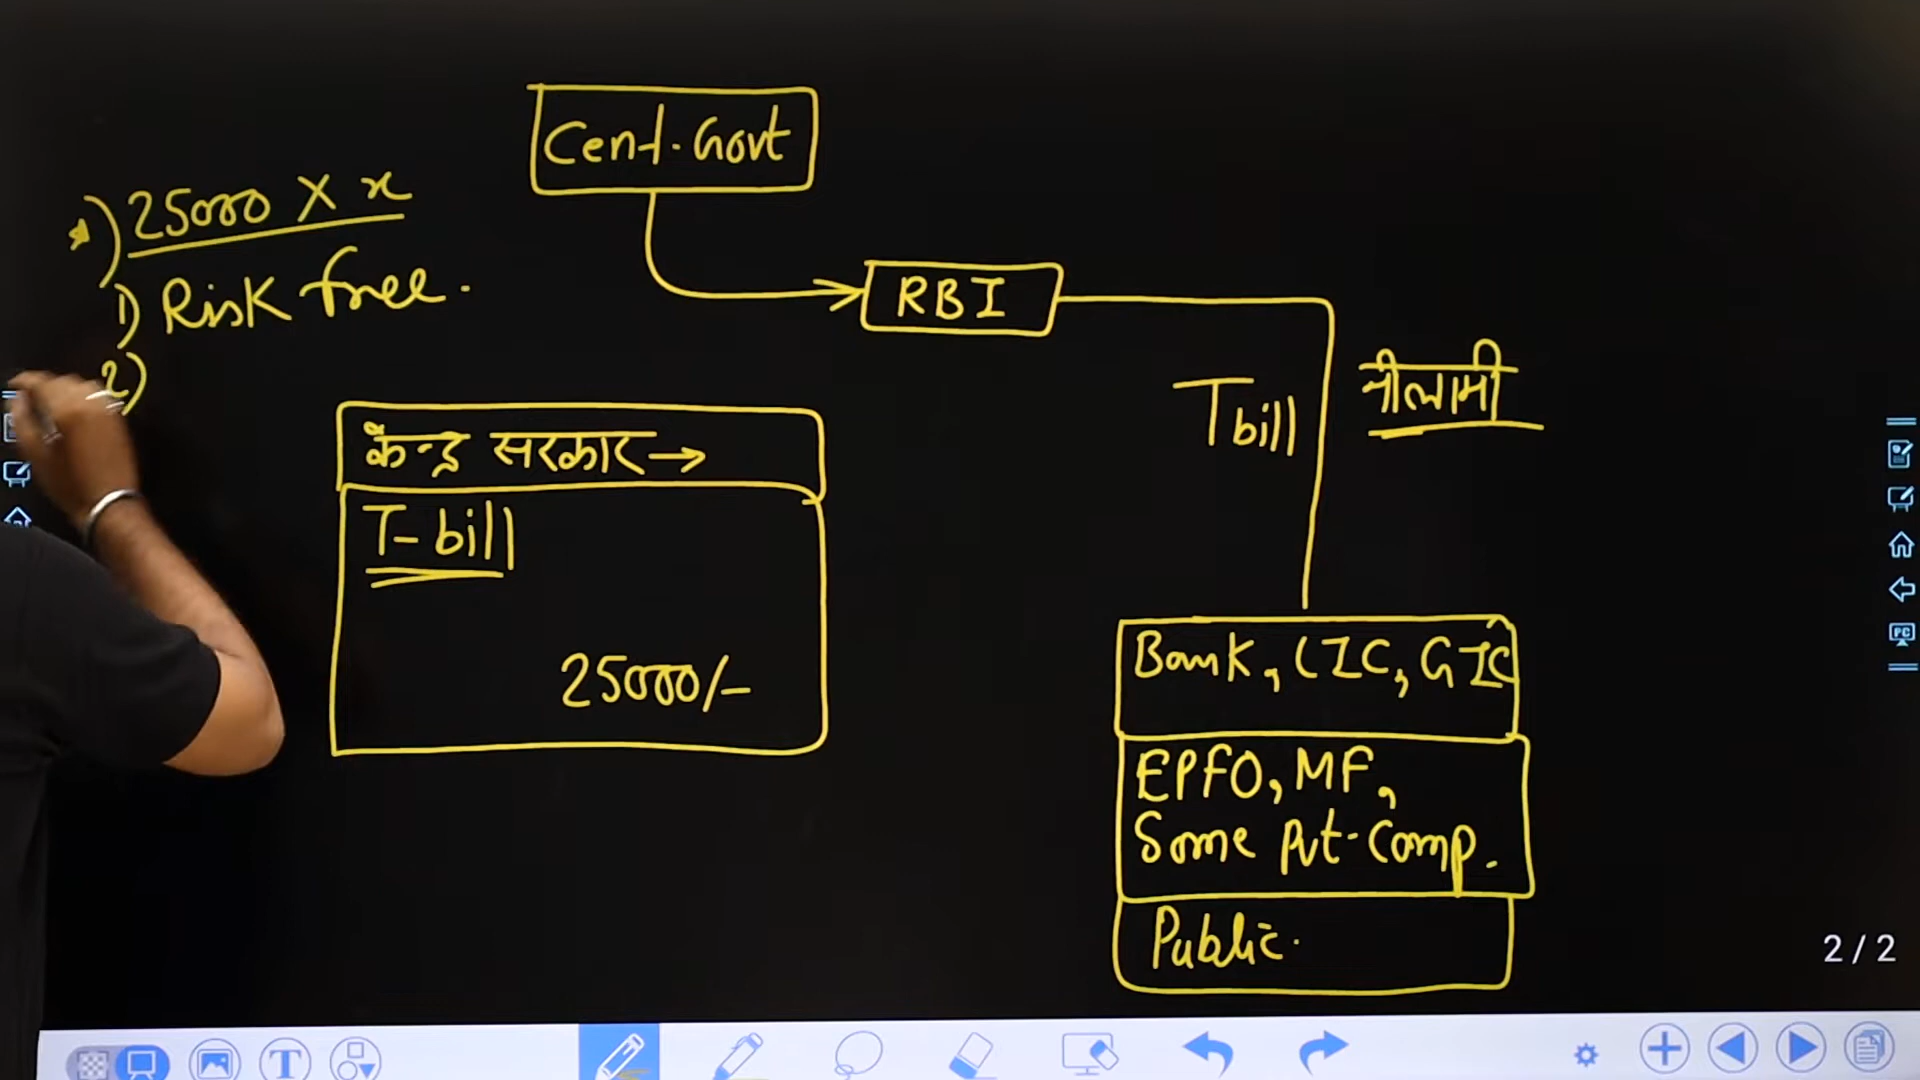 Cent. Govt
*) 25000 X x
1) Risk free.
2)
RBI
T bill
नीलामी
केन्द्र सरकार →
T-bill
25000/-
Bank, LIC, GIC
EPFO, MF,
Some Pvt. Comp.
Public.
2 / 2
T
PC